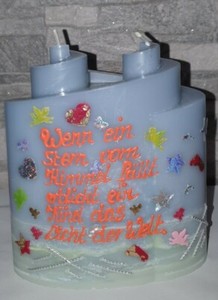 Wenn ein
Stern vom
Himmel fällt
erblickt ein
Kind das
Licht der Welt.